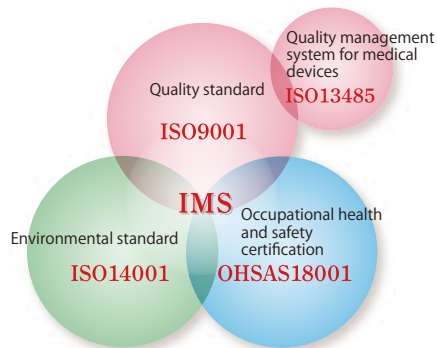 Quality management
system for medical
devices
ISO13485
Quality standard
ISO9001
IMS
Environmental standard
ISO14001
Occupational health
and safety
certification
OHSAS18001